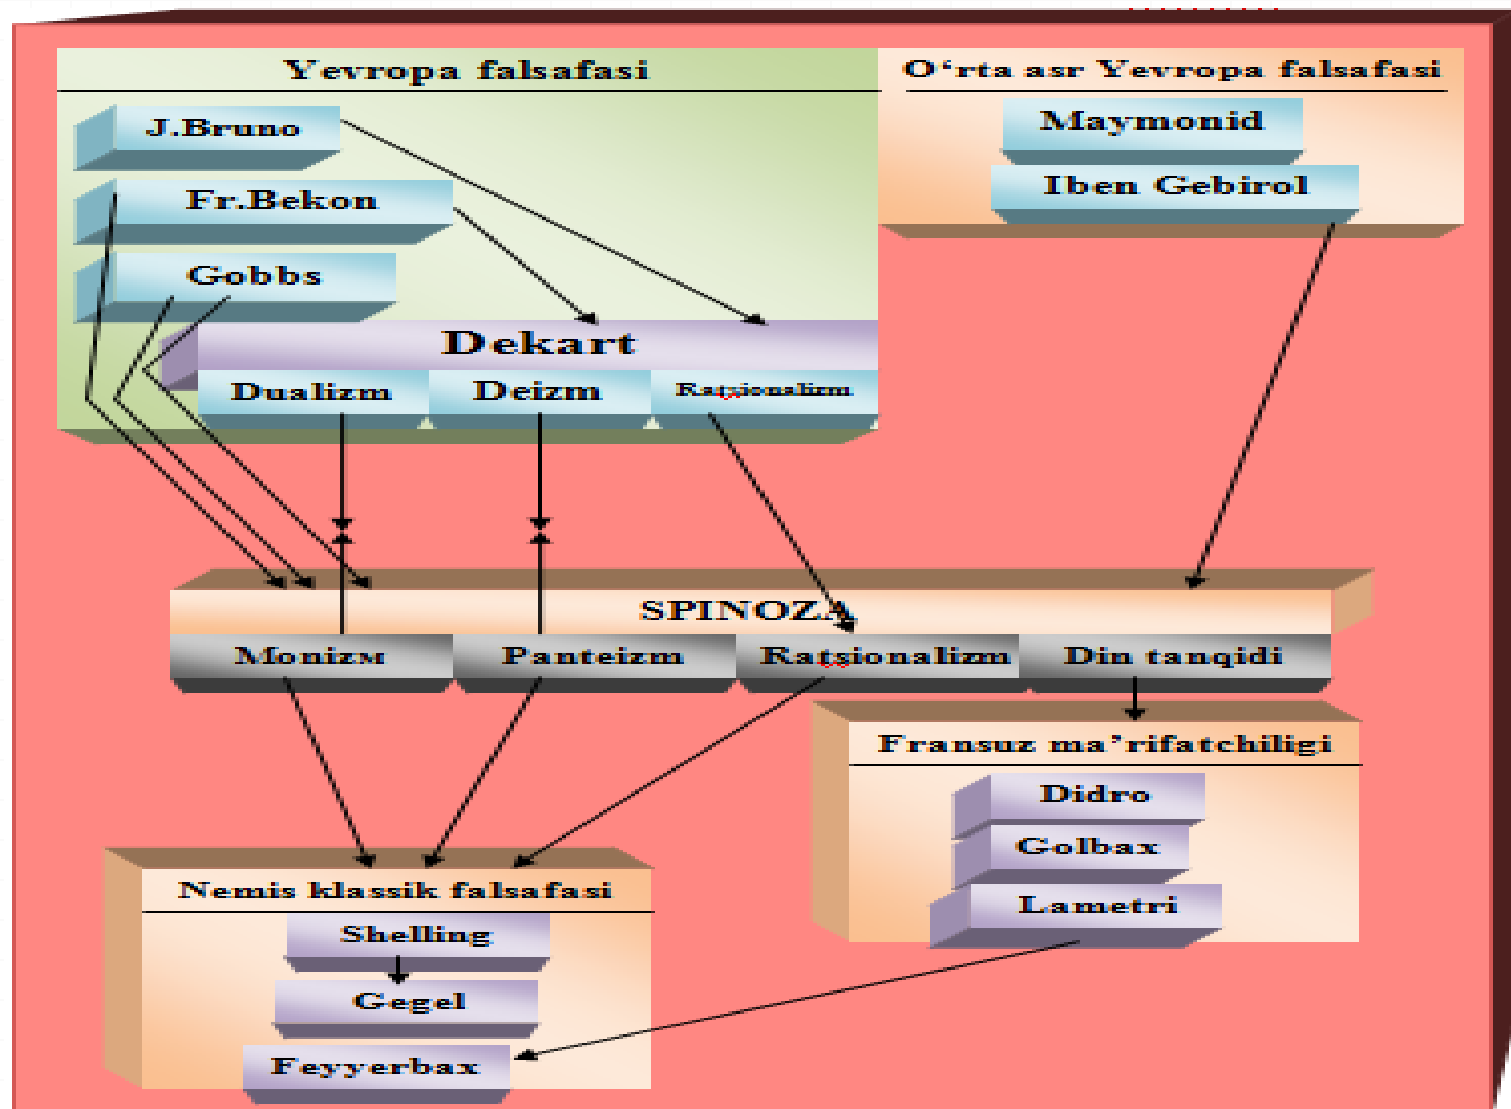 Yevropa falsafasi
J.Bruno
Fr.Bekon
Gobbs
Dekart
Dualizm
Deizm
Ratsionalizm
O‘rta asr Yevropa falsafasi
Maymonid
Iben Gebirol
SPINOZA
Monizм
Panteizm
Ratsionalizm
Din tanqidi
Fransuz ma’rifatchiligi
Didro
Golbax
Lametri
Nemis klassik falsafasi
Shelling
Gegel
Feyyerbax